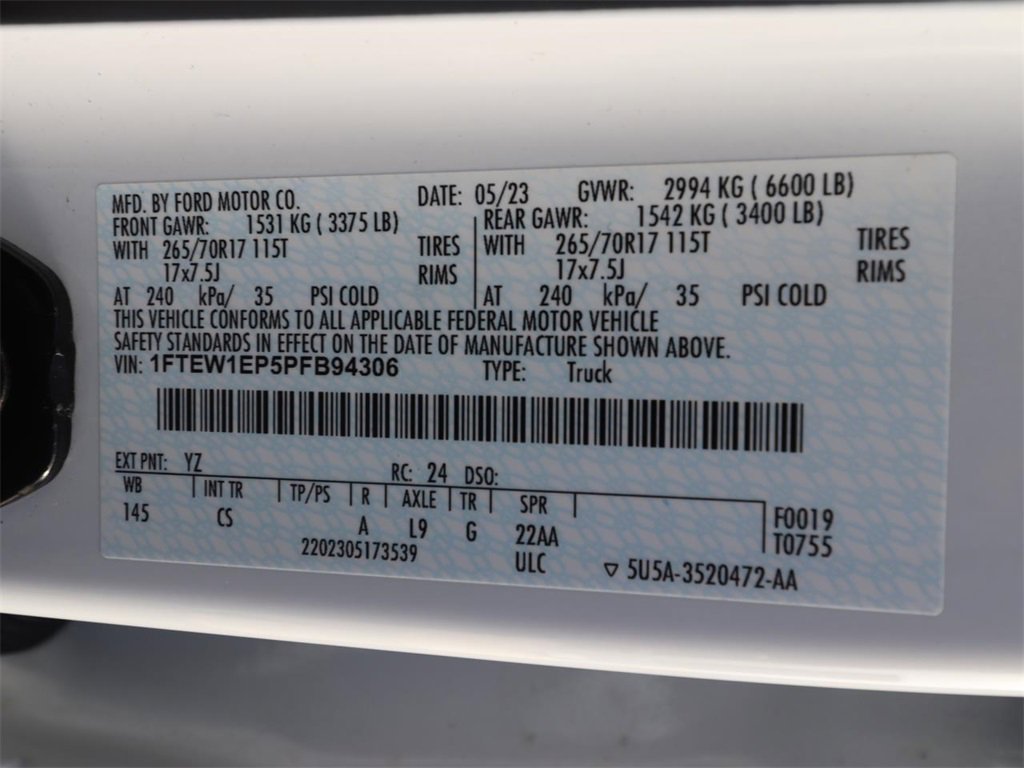 MFD. BY FORD MOTOR CO. DATE: 05/23 GVWR: 2994 KG ( 6600 LB)
FRONT GAWR: 1531 KG ( 3375 LB) REAR GAWR: 1542 KG ( 3400 LB)
WITH 265/70R17 115T TIRES WITH 265/70R17 115T TIRES
17x7.5J RIMS 17x7.5J RIMS
AT 240 kPa/ 35 PSI COLD AT 240 kPa/ 35 PSI COLD
THIS VEHICLE CONFORMS TO ALL APPLICABLE FEDERAL MOTOR VEHICLE
SAFETY STANDARDS IN EFFECT ON THE DATE OF MANUFACTURE SHOWN ABOVE.
VIN: 1FTEW1EP5PFB94306 TYPE: Truck
EXT PNT: YZ RC: 24 DSO:
WB INT TR TP/PS R AXLE TR SPR
145 CS A L9 G 22AA F0019
2202305173539 ULC T0755
▽ 5U5A-3520472-AA